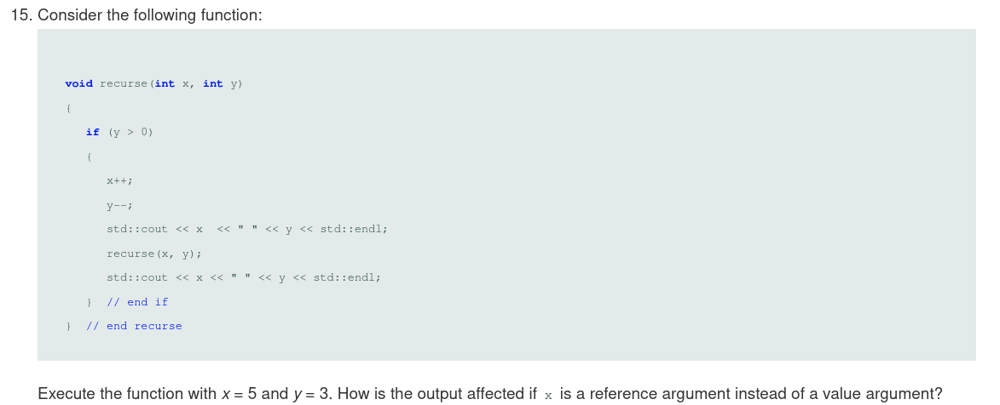 15. Consider the following function:
void recurse(int x, int y)
{
if (y > 0)
{
x++;
y--;
std::cout << x  << " " << y << std::endl;
recurse(x, y);
std::cout << x << " " << y << std::endl;
}  // end if
}  // end recurse
Execute the function with x = 5 and y = 3. How is the output affected if x is a reference argument instead of a value argument?